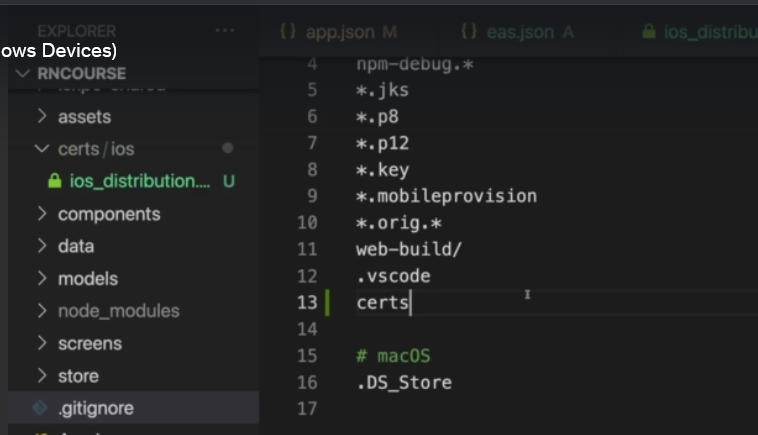 EXPLORER ...
ows Devices)
RNCOURSE
assets
certs/ios
ios_distribution.... U
components
data
models
node_modules
screens
store
.gitignore
{} app.json M
{} eas.json A
ios_distribu
4 npm-debug.*
5 *.jks
6 *.p8
7 *.p12
8 *.key
9 *.mobileprovision
10 *.orig.*
11 web-build/
12 .vscode
13 certs
14
15 # macOS
16 .DS_Store
17